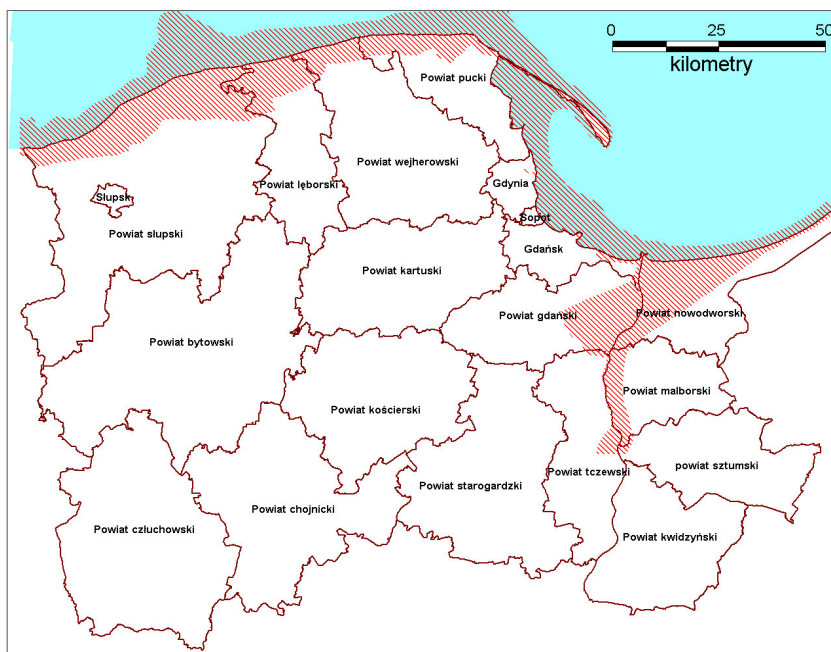 0 25 50
kilometry
Powiat pucki
Powiat wejherowski
Gdynia
Powiat lęborski
Słupsk
Sopot
Powiat słupski
Gdańsk
Powiat kartuski
Powiat gdański
Powiat nowodworski
Powiat bytowski
Powiat malborski
Powiat kościerski
powiat sztumski
Powiat tczewski
Powiat starogardzki
Powiat chojnicki
Powiat człuchowski
Powiat kwidzyński